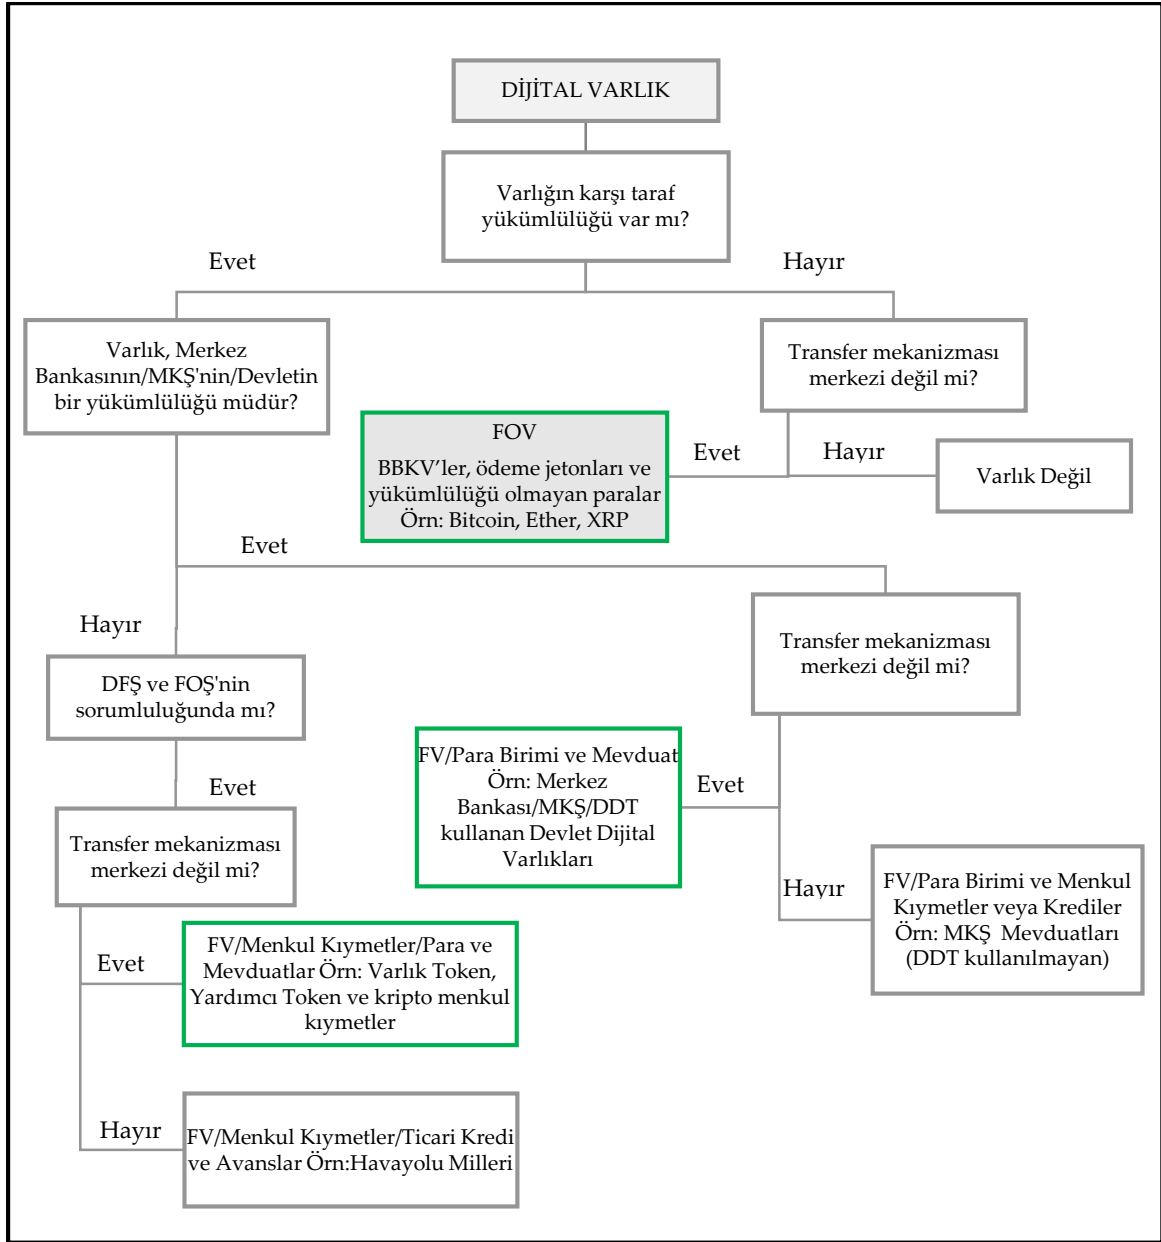 DİJİTAL VARLIK
Varlığın karşı taraf
yükümlülüğü var mı?
Evet
Hayır
Varlık, Merkez
Bankasının/MKŞ'nin/Devletin
bir yükümlülüğü müdür?
Transfer mekanizması
merkezi değil mi?
FOV
BBKV’ler, ödeme jetonları ve
yükümlülüğü olmayan paralar
Örn: Bitcoin, Ether, XRP
Evet
Hayır
Varlık Değil
Evet
Hayır
Transfer mekanizması
merkezi değil mi?
DFŞ ve FOŞ'nin
sorumluluğunda mı?
FV/Para Birimi ve Mevduat
Örn: Merkez
Bankası/MKŞ/DDT
kullanan Devlet Dijital
Varlıkları
Evet
Evet
Transfer mekanizması
merkezi değil mi?
Hayır
FV/Para Birimi ve Menkul
Kıymetler veya Krediler
Örn: MKŞ Mevduatları
(DDT kullanılmayan)
Evet
FV/Menkul Kıymetler/Para ve
Mevduatlar Örn: Varlık Token,
Yardımcı Token ve kripto menkul
kıymetler
Hayır
FV/Menkul Kıymetler/Ticari Kredi
ve Avanslar Örn:Havayolu Milleri